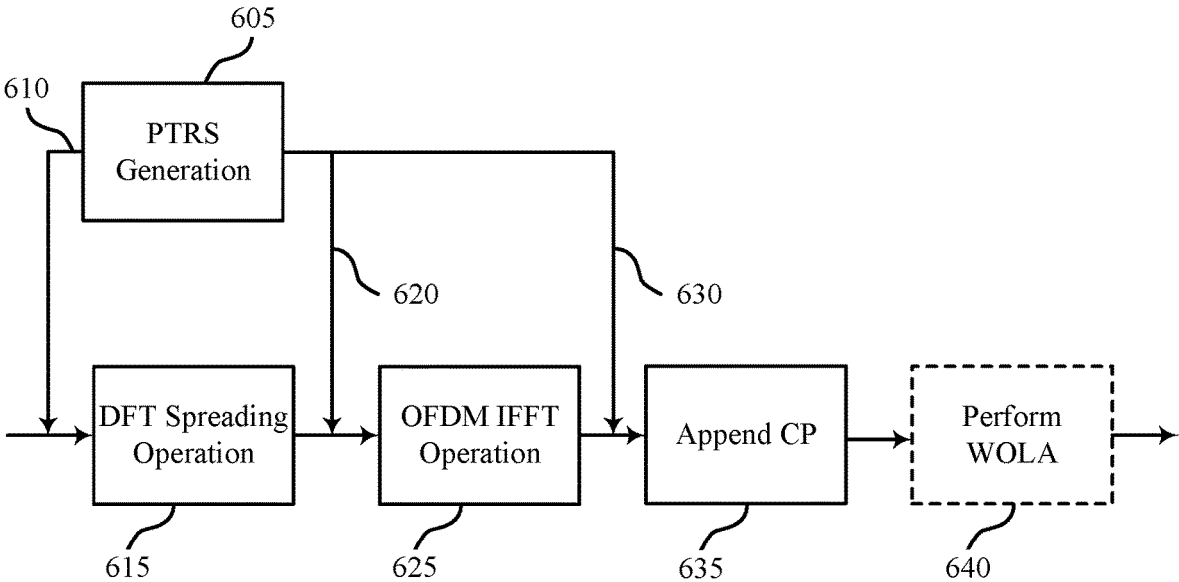 605
610
PTRS
Generation
620
630
DFT Spreading
Operation
OFDM IFFT
Operation
Append CP
Perform
WOLA
615
625
635
640